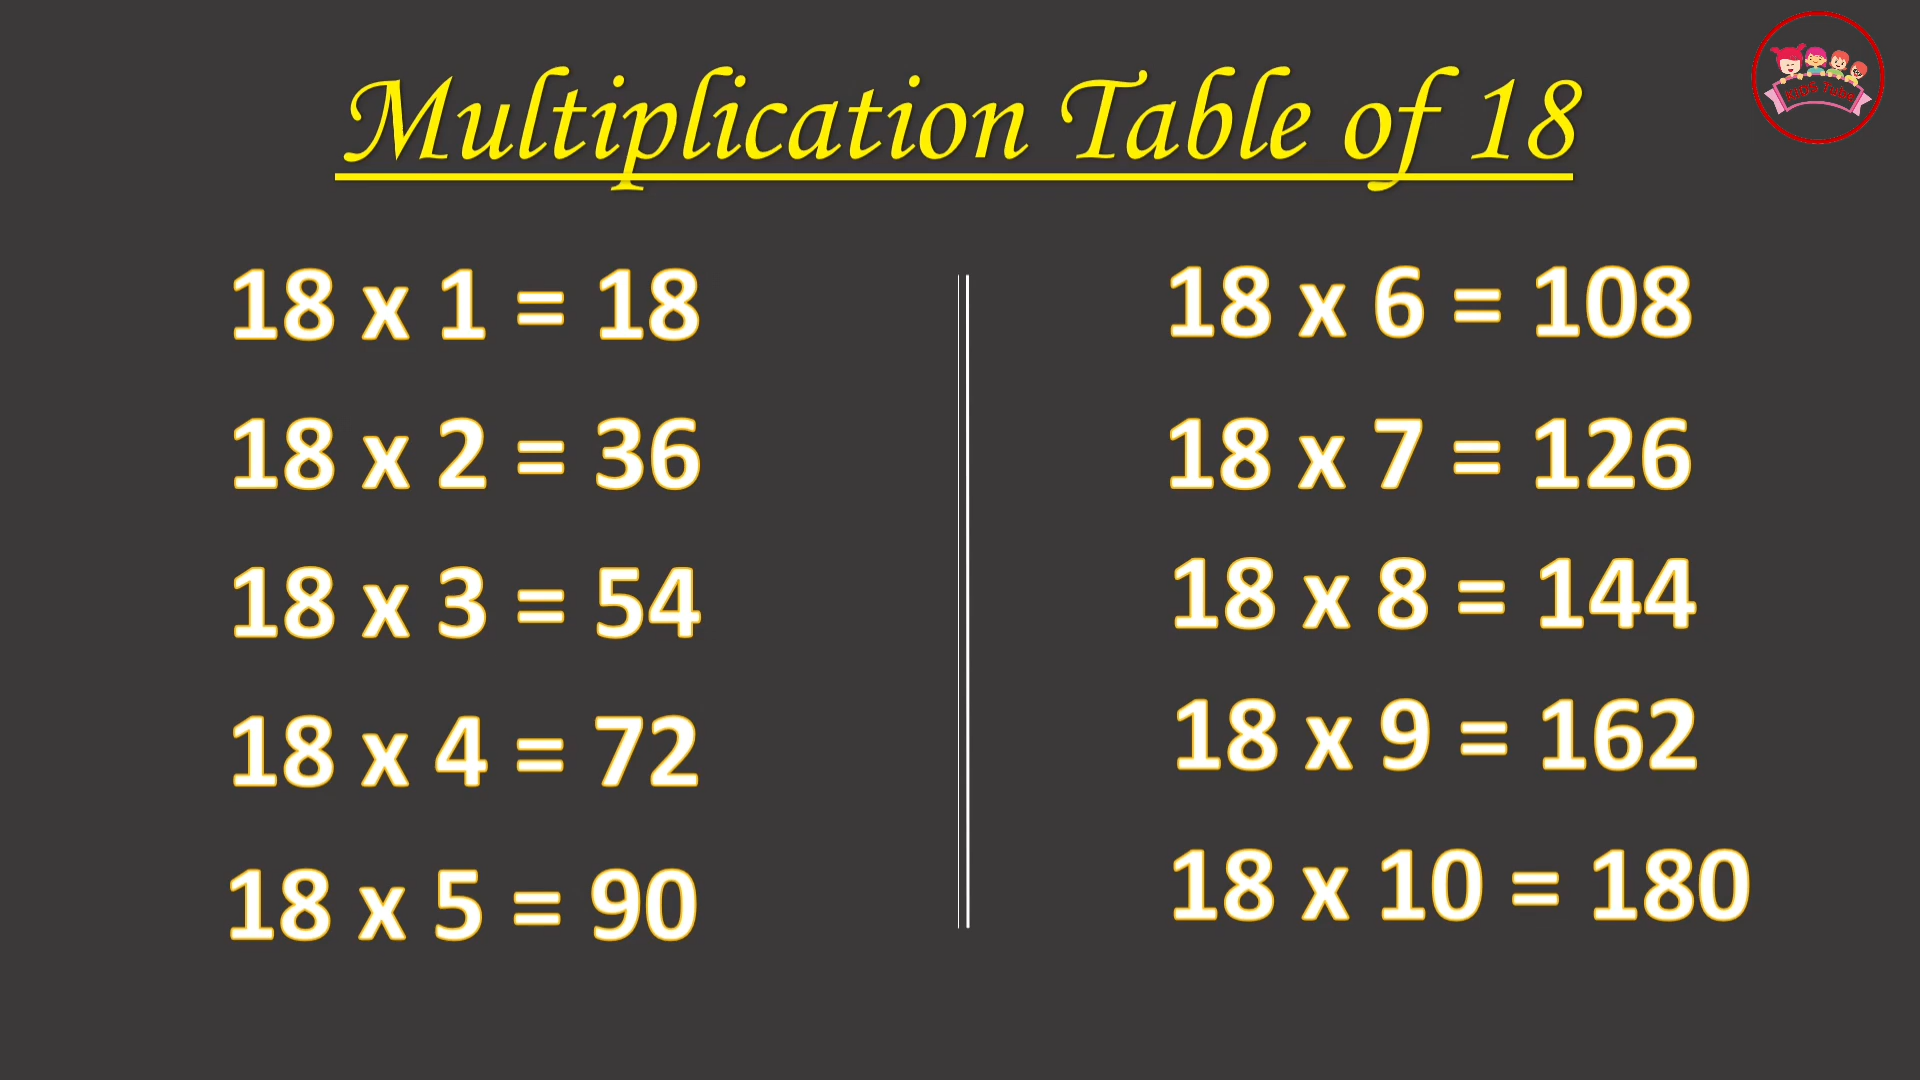 Multiplication Table of 18
18 x 1 = 18
18 x 2 = 36
18 x 3 = 54
18 x 4 = 72
18 x 5 = 90
18 x 6 = 108
18 x 7 = 126
18 x 8 = 144
18 x 9 = 162
18 x 10 = 180